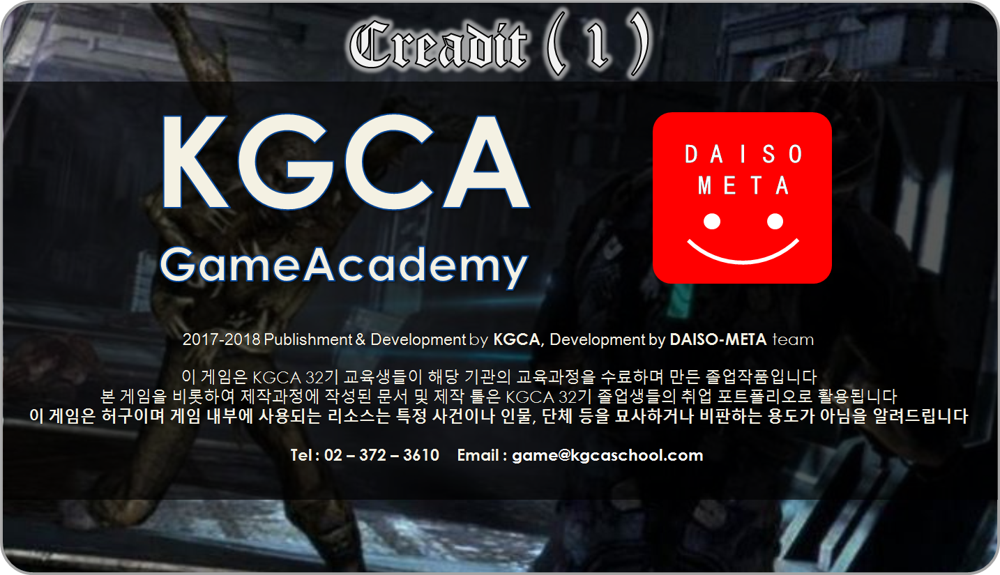 Creadit ( 1 )
KGCA
GameAcademy
DAISO
META
2017-2018 Publishment & Development by KGCA, Development by DAISO-META team
이 게임은 KGCA 32기 교육생들이 해당 기관의 교육과정을 수료하며 만든 졸업작품입니다
본 게임을 비롯하여 제작과정에 작성된 문서 및 제작 툴은 KGCA 32기 졸업생들의 취업 포트폴리오로 활용됩니다
이 게임은 허구이며 게임 내부에 사용되는 리소스는 특정 사건이나 인물, 단체 등을 묘사하거나 비판하는 용도가 아님을 알려드립니다
Tel : 02 – 372 – 3610 Email : game@kgcaschool.com